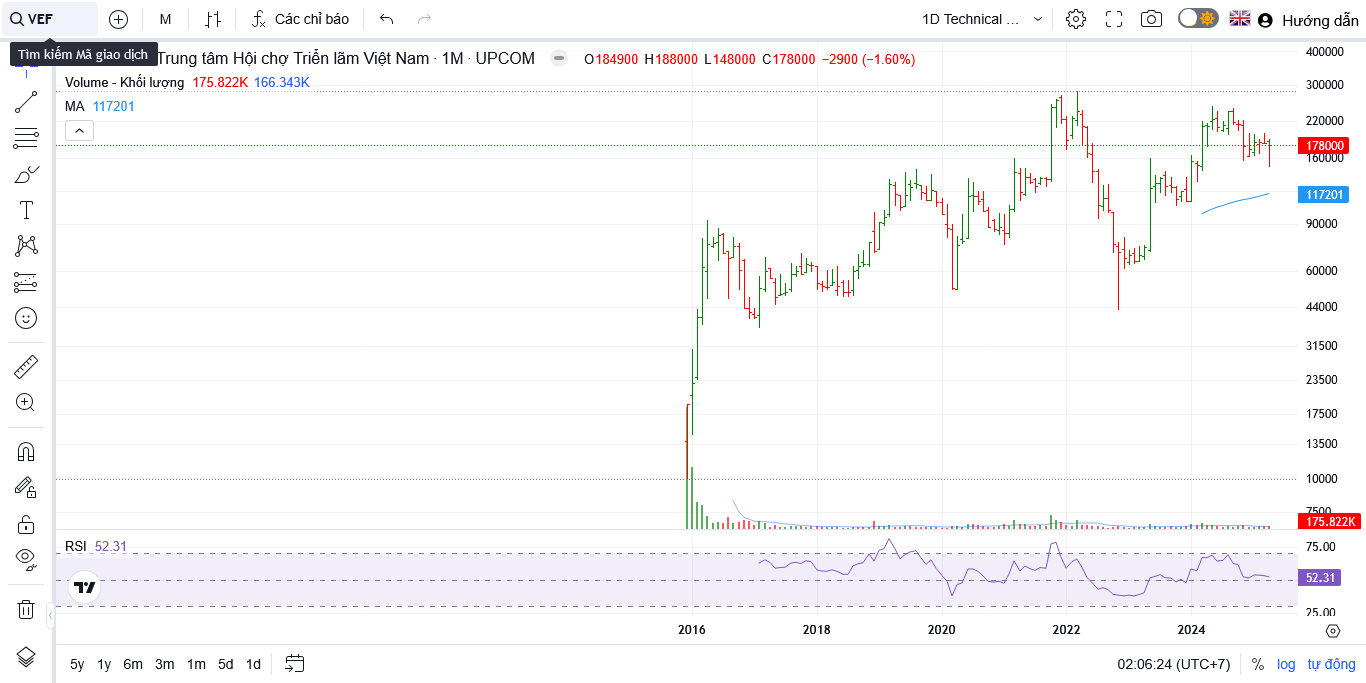 VEF
M
Các chỉ báo
1D Technical ...
Hướng dẫn
Tìm kiếm Mã giao dịch
Trung tâm Hội chợ Triển lãm Việt Nam · 1M · UPCOM
O184900 H188000 L148000 C178000 −2900 (−1.60%)
Volume - Khối lượng 175.822K 166.343K
MA 117201
400000
300000
220000
178000
160000
117201
90000
60000
44000
31500
23500
17500
13500
10000
7500
175.822K
RSI 52.31
75.00
52.31
25.00
2016 2018 2020 2022 2024
5y 1y 6m 3m 1m 5d 1d
02:06:24 (UTC+7) % log tự động